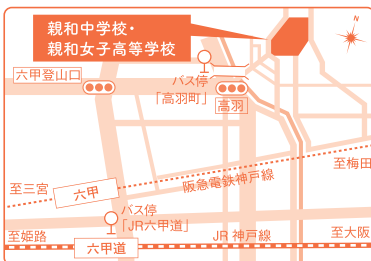 親和中学校・
親和女子高等学校
N
六甲登山口
バス停
「高羽町」
高羽
至梅田
阪急電鉄神戸線
至三宮
六甲
バス停
「JR六甲道」
至姫路
六甲道
JR 神戸線
至大阪